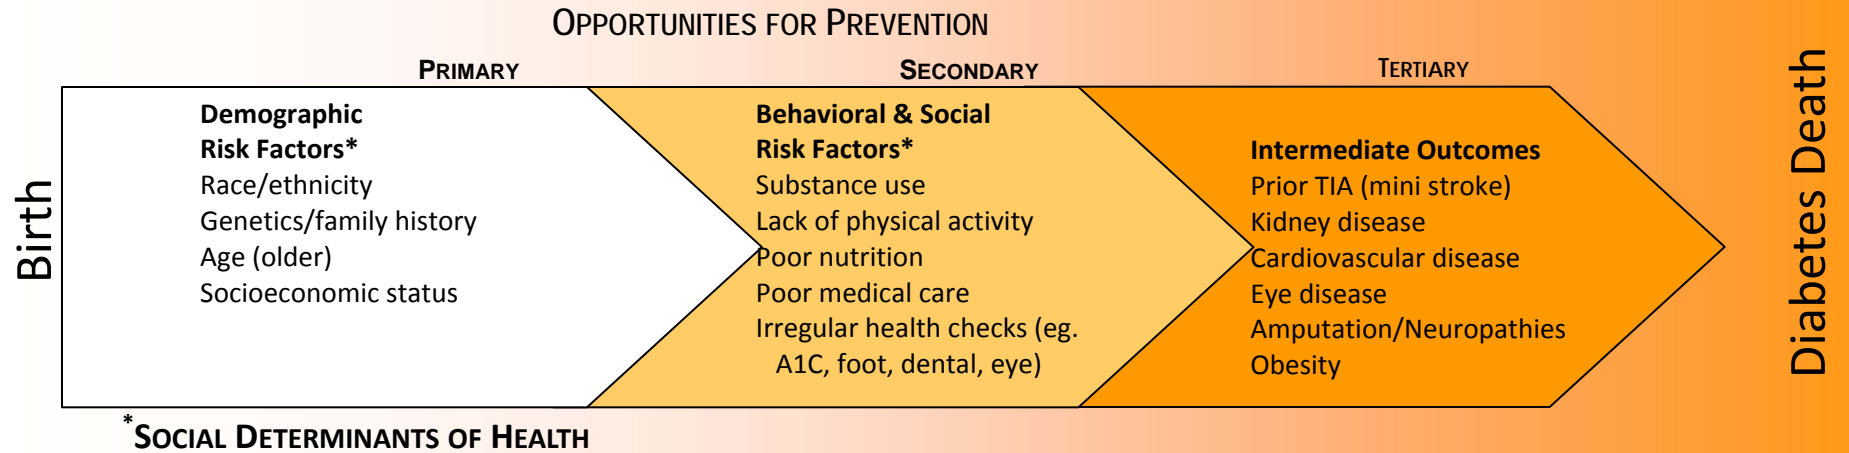 OPPORTUNITIES FOR PREVENTION
PRIMARY
SECONDARY
TERTIARY
Birth
Demographic
Risk Factors*
Race/ethnicity
Genetics/family history
Age (older)
Socioeconomic status
Behavioral & Social
Risk Factors*
Substance use
Lack of physical activity
Poor nutrition
Poor medical care
Irregular health checks (eg.
A1C, foot, dental, eye)
Intermediate Outcomes
Prior TIA (mini stroke)
Kidney disease
Cardiovascular disease
Eye disease
Amputation/Neuropathies
Obesity
Diabetes Death
*SOCIAL DETERMINANTS OF HEALTH